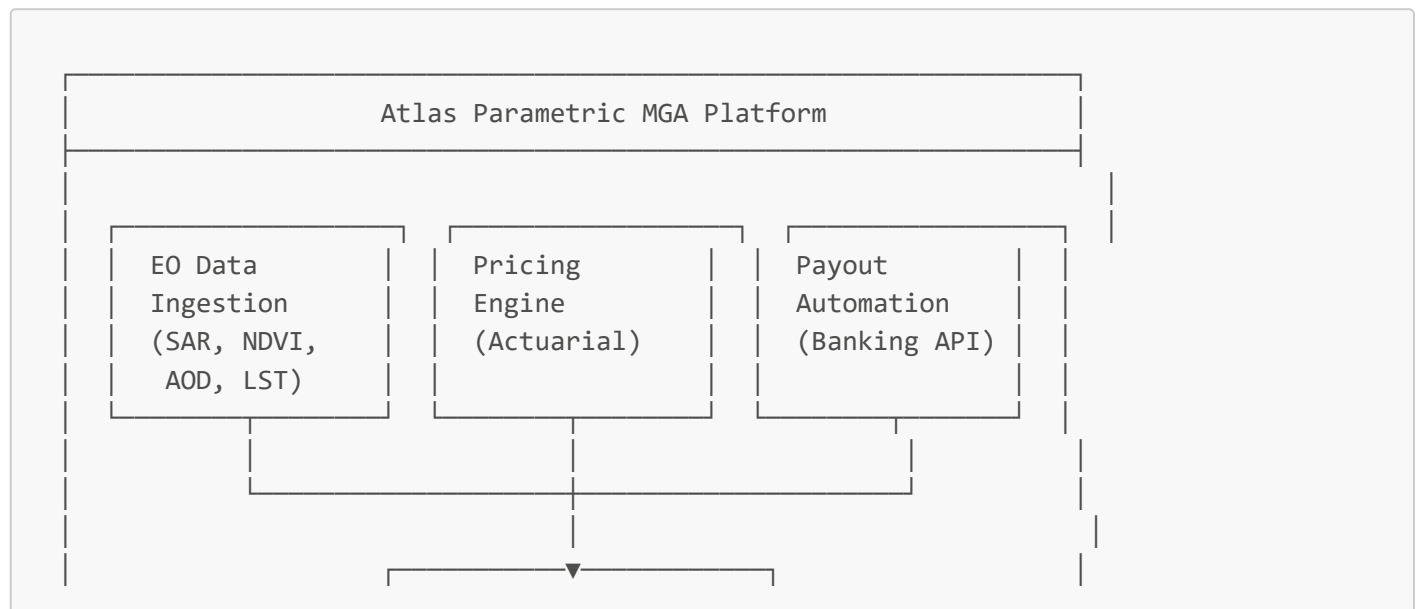 Atlas Parametric MGA Platform
EO Data Pricing Payout
Ingestion Engine Automation
(SAR, NDVI, (Actuarial) (Banking API)
AOD, LST)